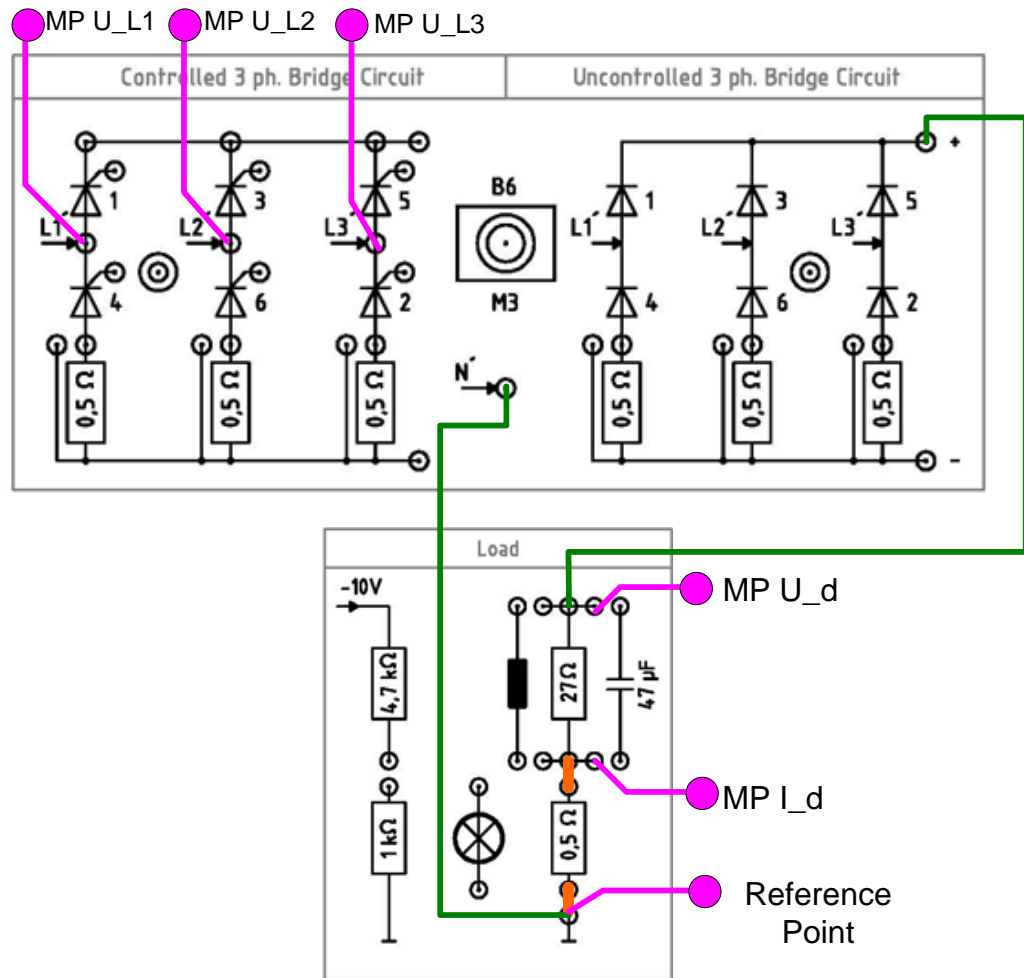 MP U_L1
MP U_L2
MP U_L3
Controlled 3 ph. Bridge Circuit
Uncontrolled 3 ph. Bridge Circuit
+
1
3
5
B6
1
3
5
L1´
L2´
L3´
L1´
L2´
L3´
4
6
2
M3
4
6
2
N´
0,5 Ω
0,5 Ω
0,5 Ω
0,5 Ω
0,5 Ω
0,5 Ω
-
Load
-10V
MP U_d
4,7 kΩ
27Ω
47 µF
MP I_d
1 kΩ
0,5 Ω
Reference
Point